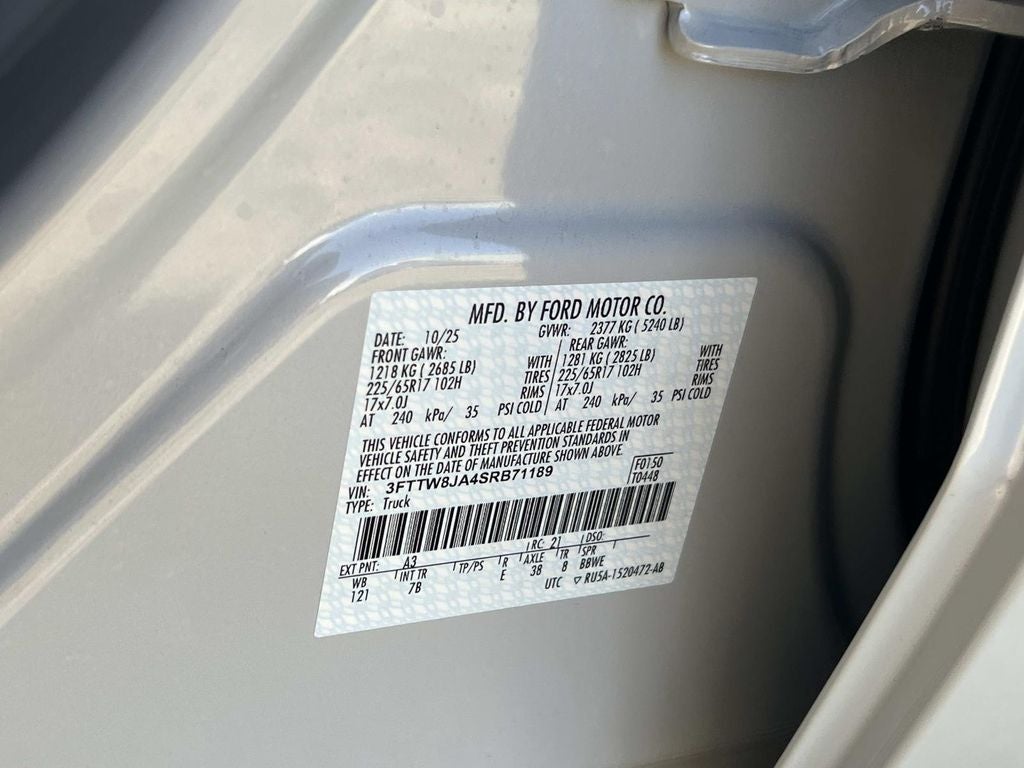 MFD. BY FORD MOTOR CO.
DATE: 10/25 GVWR: 2377 KG ( 5240 LB)
FRONT GAWR: REAR GAWR:
1218 KG ( 2685 LB) WITH 1281 KG ( 2825 LB) WITH
225/65R17 102H TIRES 225/65R17 102H TIRES
17x7.0J RIMS 17x7.0J RIMS
AT 240 kPa/ 35 PSI COLD AT 240 kPa/ 35 PSI COLD
THIS VEHICLE CONFORMS TO ALL APPLICABLE FEDERAL MOTOR
VEHICLE SAFETY AND THEFT PREVENTION STANDARDS IN
EFFECT ON THE DATE OF MANUFACTURE SHOWN ABOVE.
VIN: 3FTTW8JA4SRB71189 F0150
TYPE: Truck T0448
EXT PNT: A3 RC: 21 DSO:
WB INT TR TP/PS R AXLE TR SPR
121 7B E 3B 8 BBWE
UTC ▽ RU5A-1520472-AB